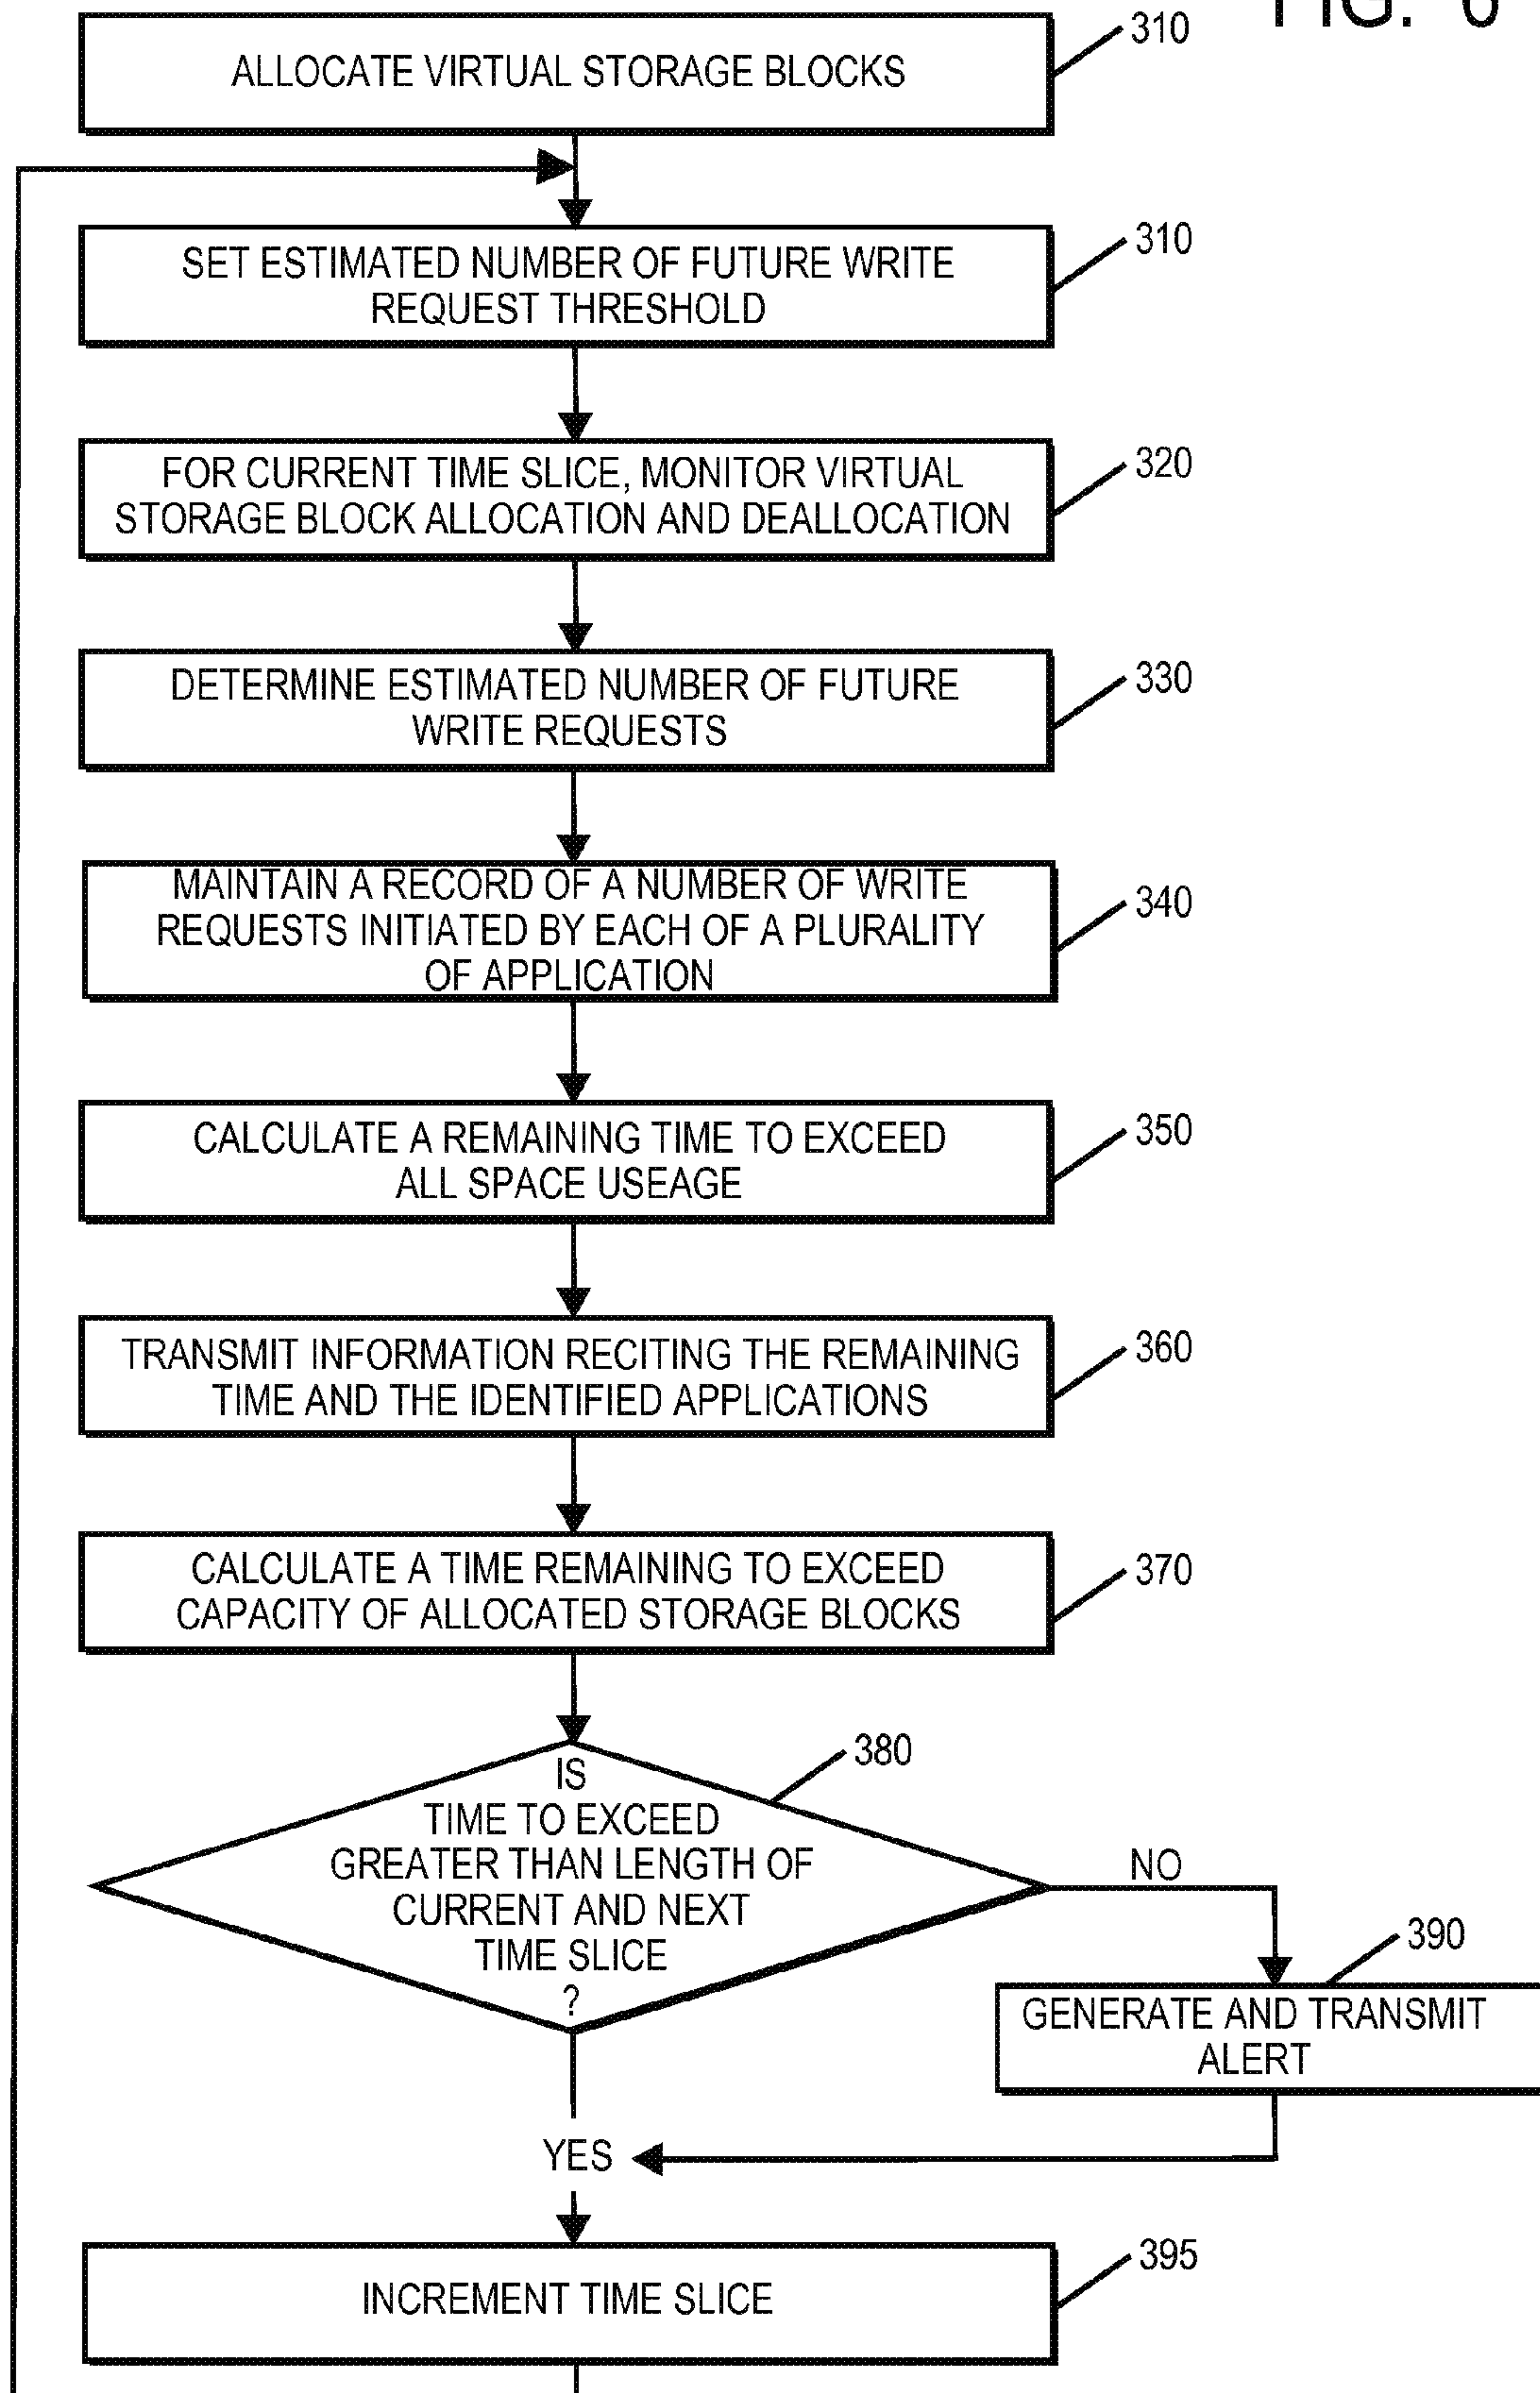 FIG. 6
ALLOCATE VIRTUAL STORAGE BLOCKS
310
SET ESTIMATED NUMBER OF FUTURE WRITE
REQUEST THRESHOLD
310
FOR CURRENT TIME SLICE, MONITOR VIRTUAL
STORAGE BLOCK ALLOCATION AND DEALLOCATION
320
DETERMINE ESTIMATED NUMBER OF FUTURE
WRITE REQUESTS
330
MAINTAIN A RECORD OF A NUMBER OF WRITE
REQUESTS INITIATED BY EACH OF A PLURALITY
OF APPLICATION
340
CALCULATE A REMAINING TIME TO EXCEED
ALL SPACE USEAGE
350
TRANSMIT INFORMATION RECITING THE REMAINING
TIME AND THE IDENTIFIED APPLICATIONS
360
CALCULATE A TIME REMAINING TO EXCEED
CAPACITY OF ALLOCATED STORAGE BLOCKS
370
IS
TIME TO EXCEED
GREATER THAN LENGTH OF
CURRENT AND NEXT
TIME SLICE
?
380
NO
390
GENERATE AND TRANSMIT
ALERT
YES
INCREMENT TIME SLICE
395